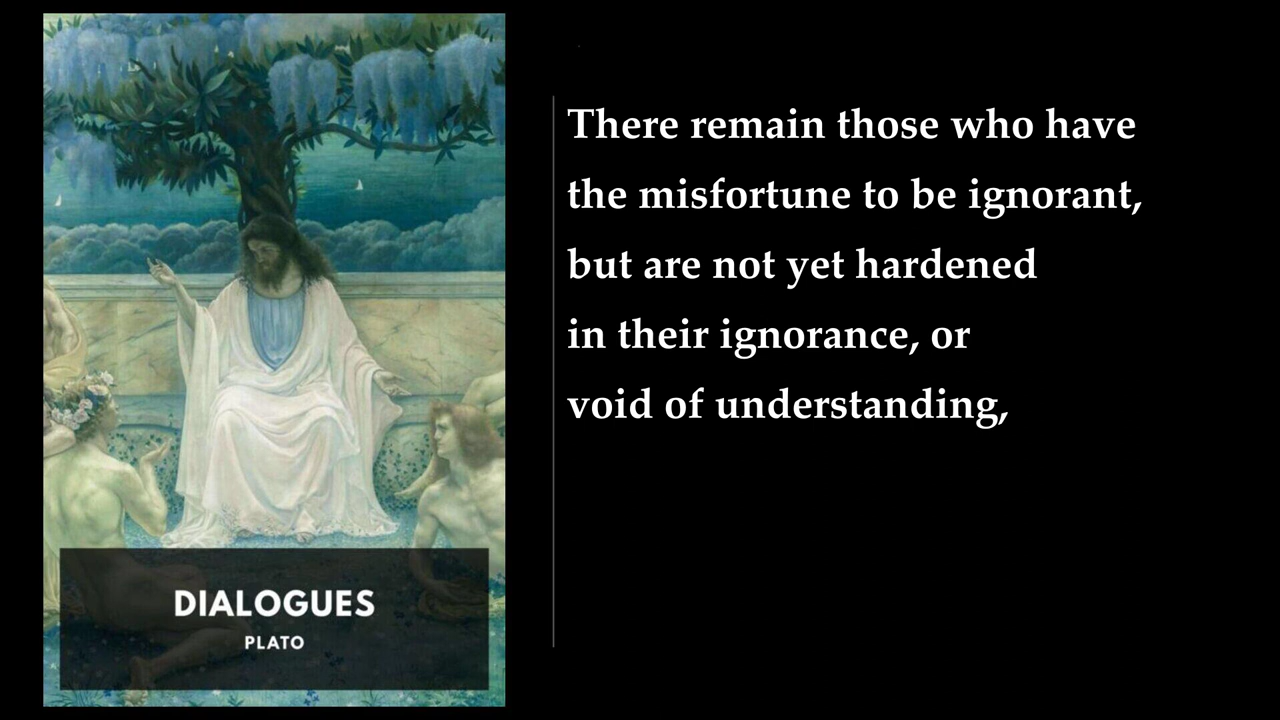 There remain those who have
the misfortune to be ignorant,
but are not yet hardened
in their ignorance, or
void of understanding,
DIALOGUES
PLATO